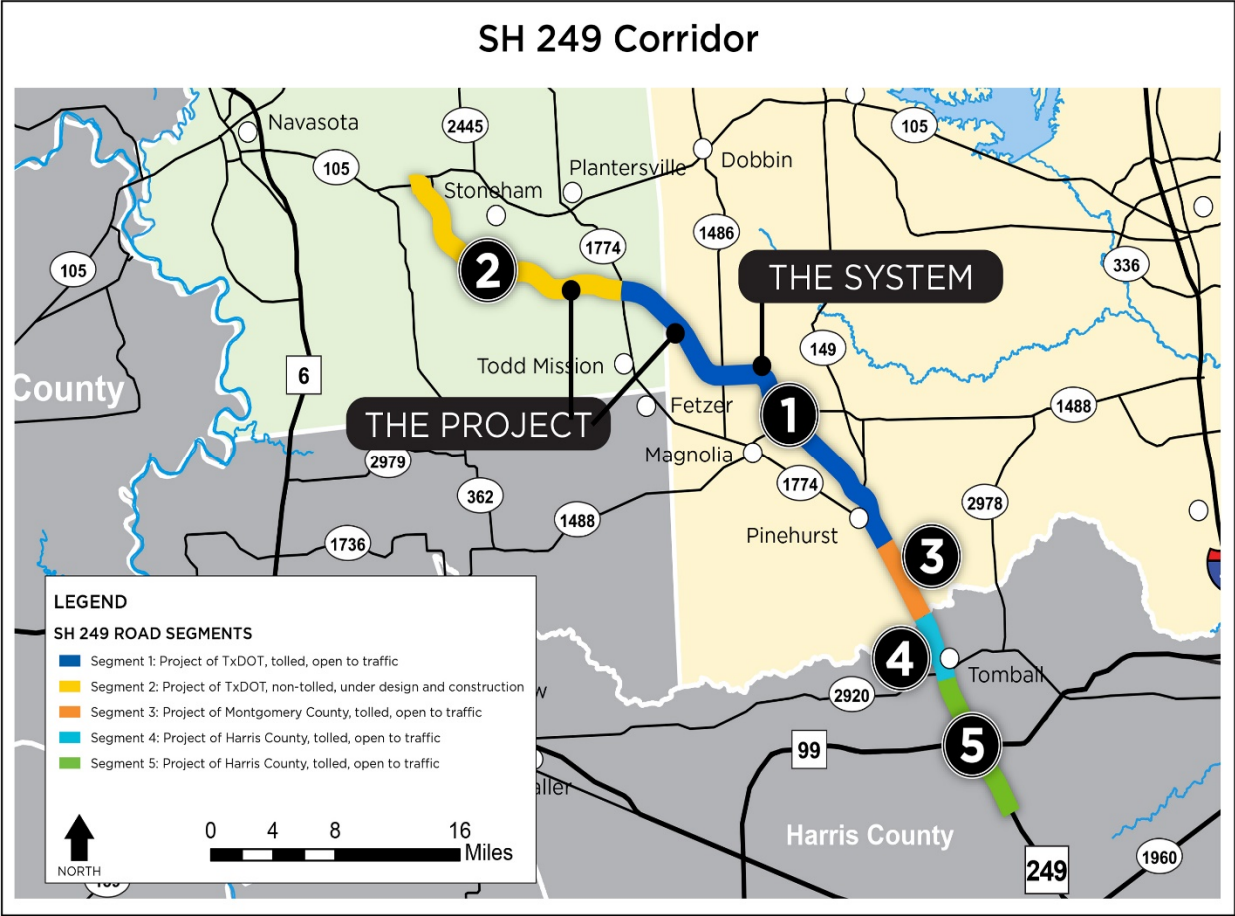 SH 249 Corridor
Navasota
2445
105
105
Plantersville
Dobbin
Stoneham
1486
1774
105
2
THE SYSTEM
336
6
Todd Mission
149
County
THE PROJECT
Fetzer
1
1488
Magnolia
2979
1774
362
2978
1488
Pinehurst
1736
3
4
Tomball
2920
5
99
Harris County
249
1960
LEGEND
SH 249 ROAD SEGMENTS
Segment 1: Project of TxDOT, tolled, open to traffic
Segment 2: Project of TxDOT, non-tolled, under design and construction
Segment 3: Project of Montgomery County, tolled, open to traffic
Segment 4: Project of Harris County, tolled, open to traffic
Segment 5: Project of Harris County, tolled, open to traffic
0 4 8 16
Miles
NORTH